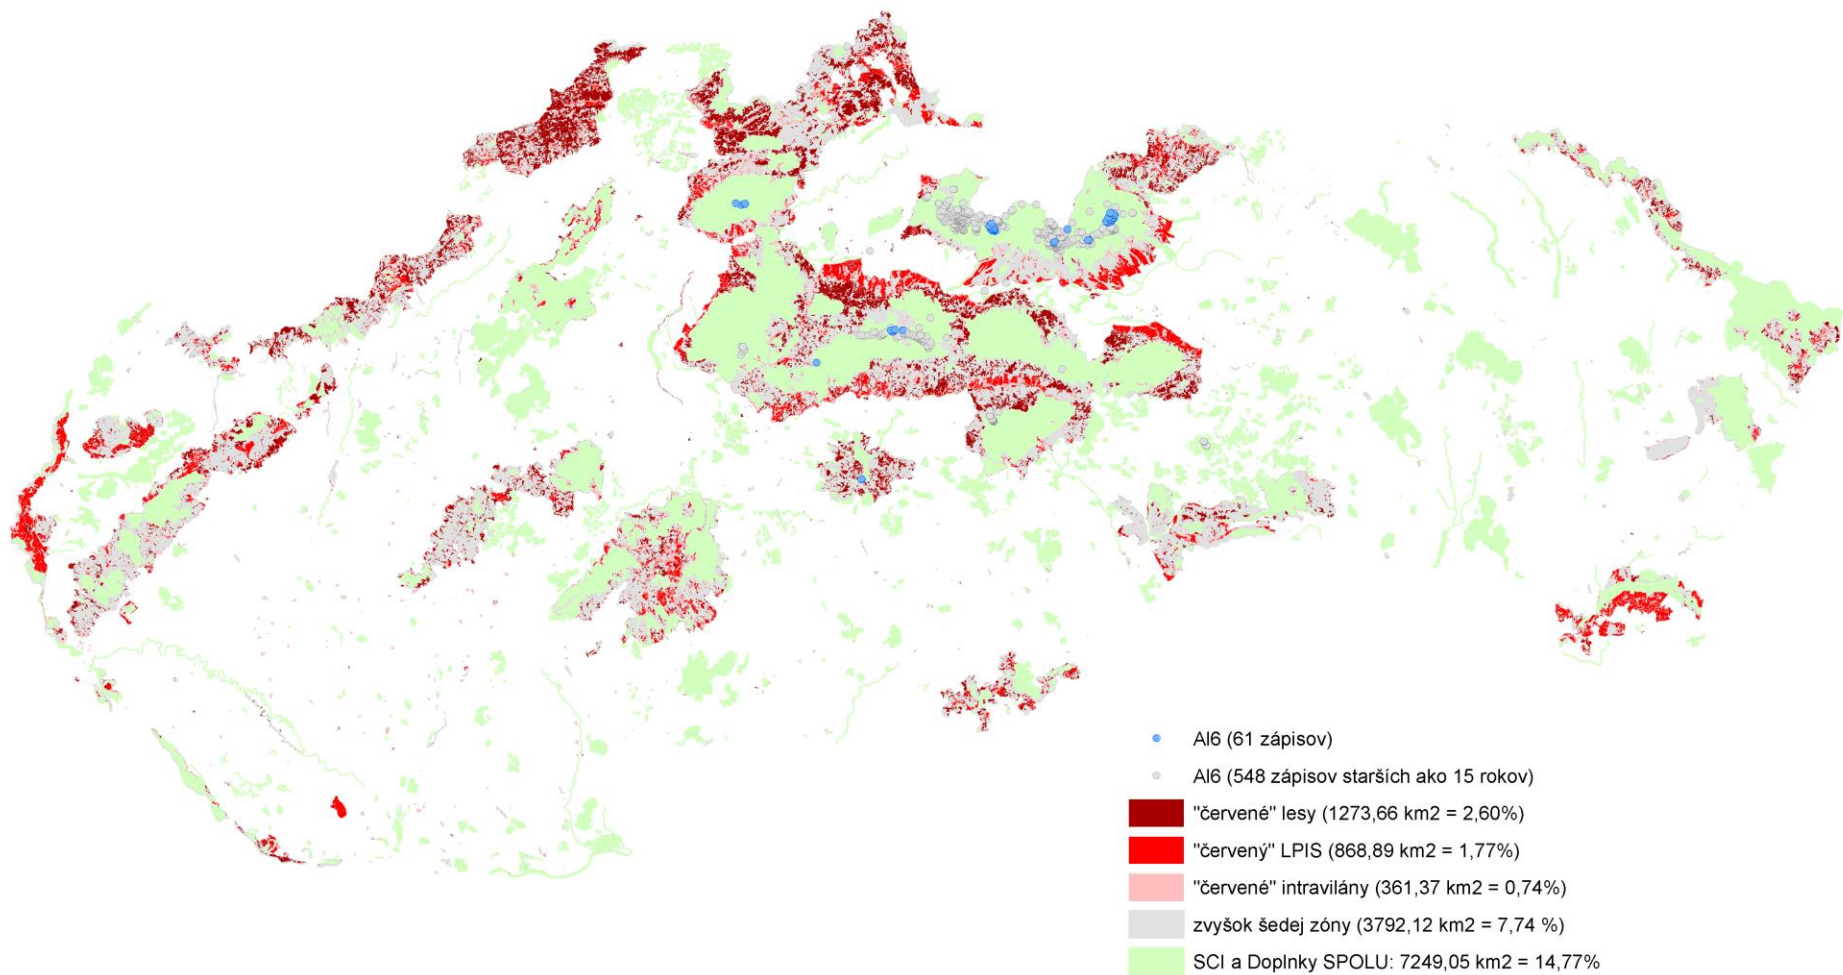 Al6 (61 zápisov)
Al6 (548 zápisov starších ako 15 rokov)
"červené" lesy (1273,66 km2 = 2,60%)
"červený" LPIS (868,89 km2 = 1,77%)
"červené" intravilány (361,37 km2 = 0,74%)
zvyšok šedej zóny (3792,12 km2 = 7,74 %)
SCI a Doplnky SPOLU: 7249,05 km2 = 14,77%